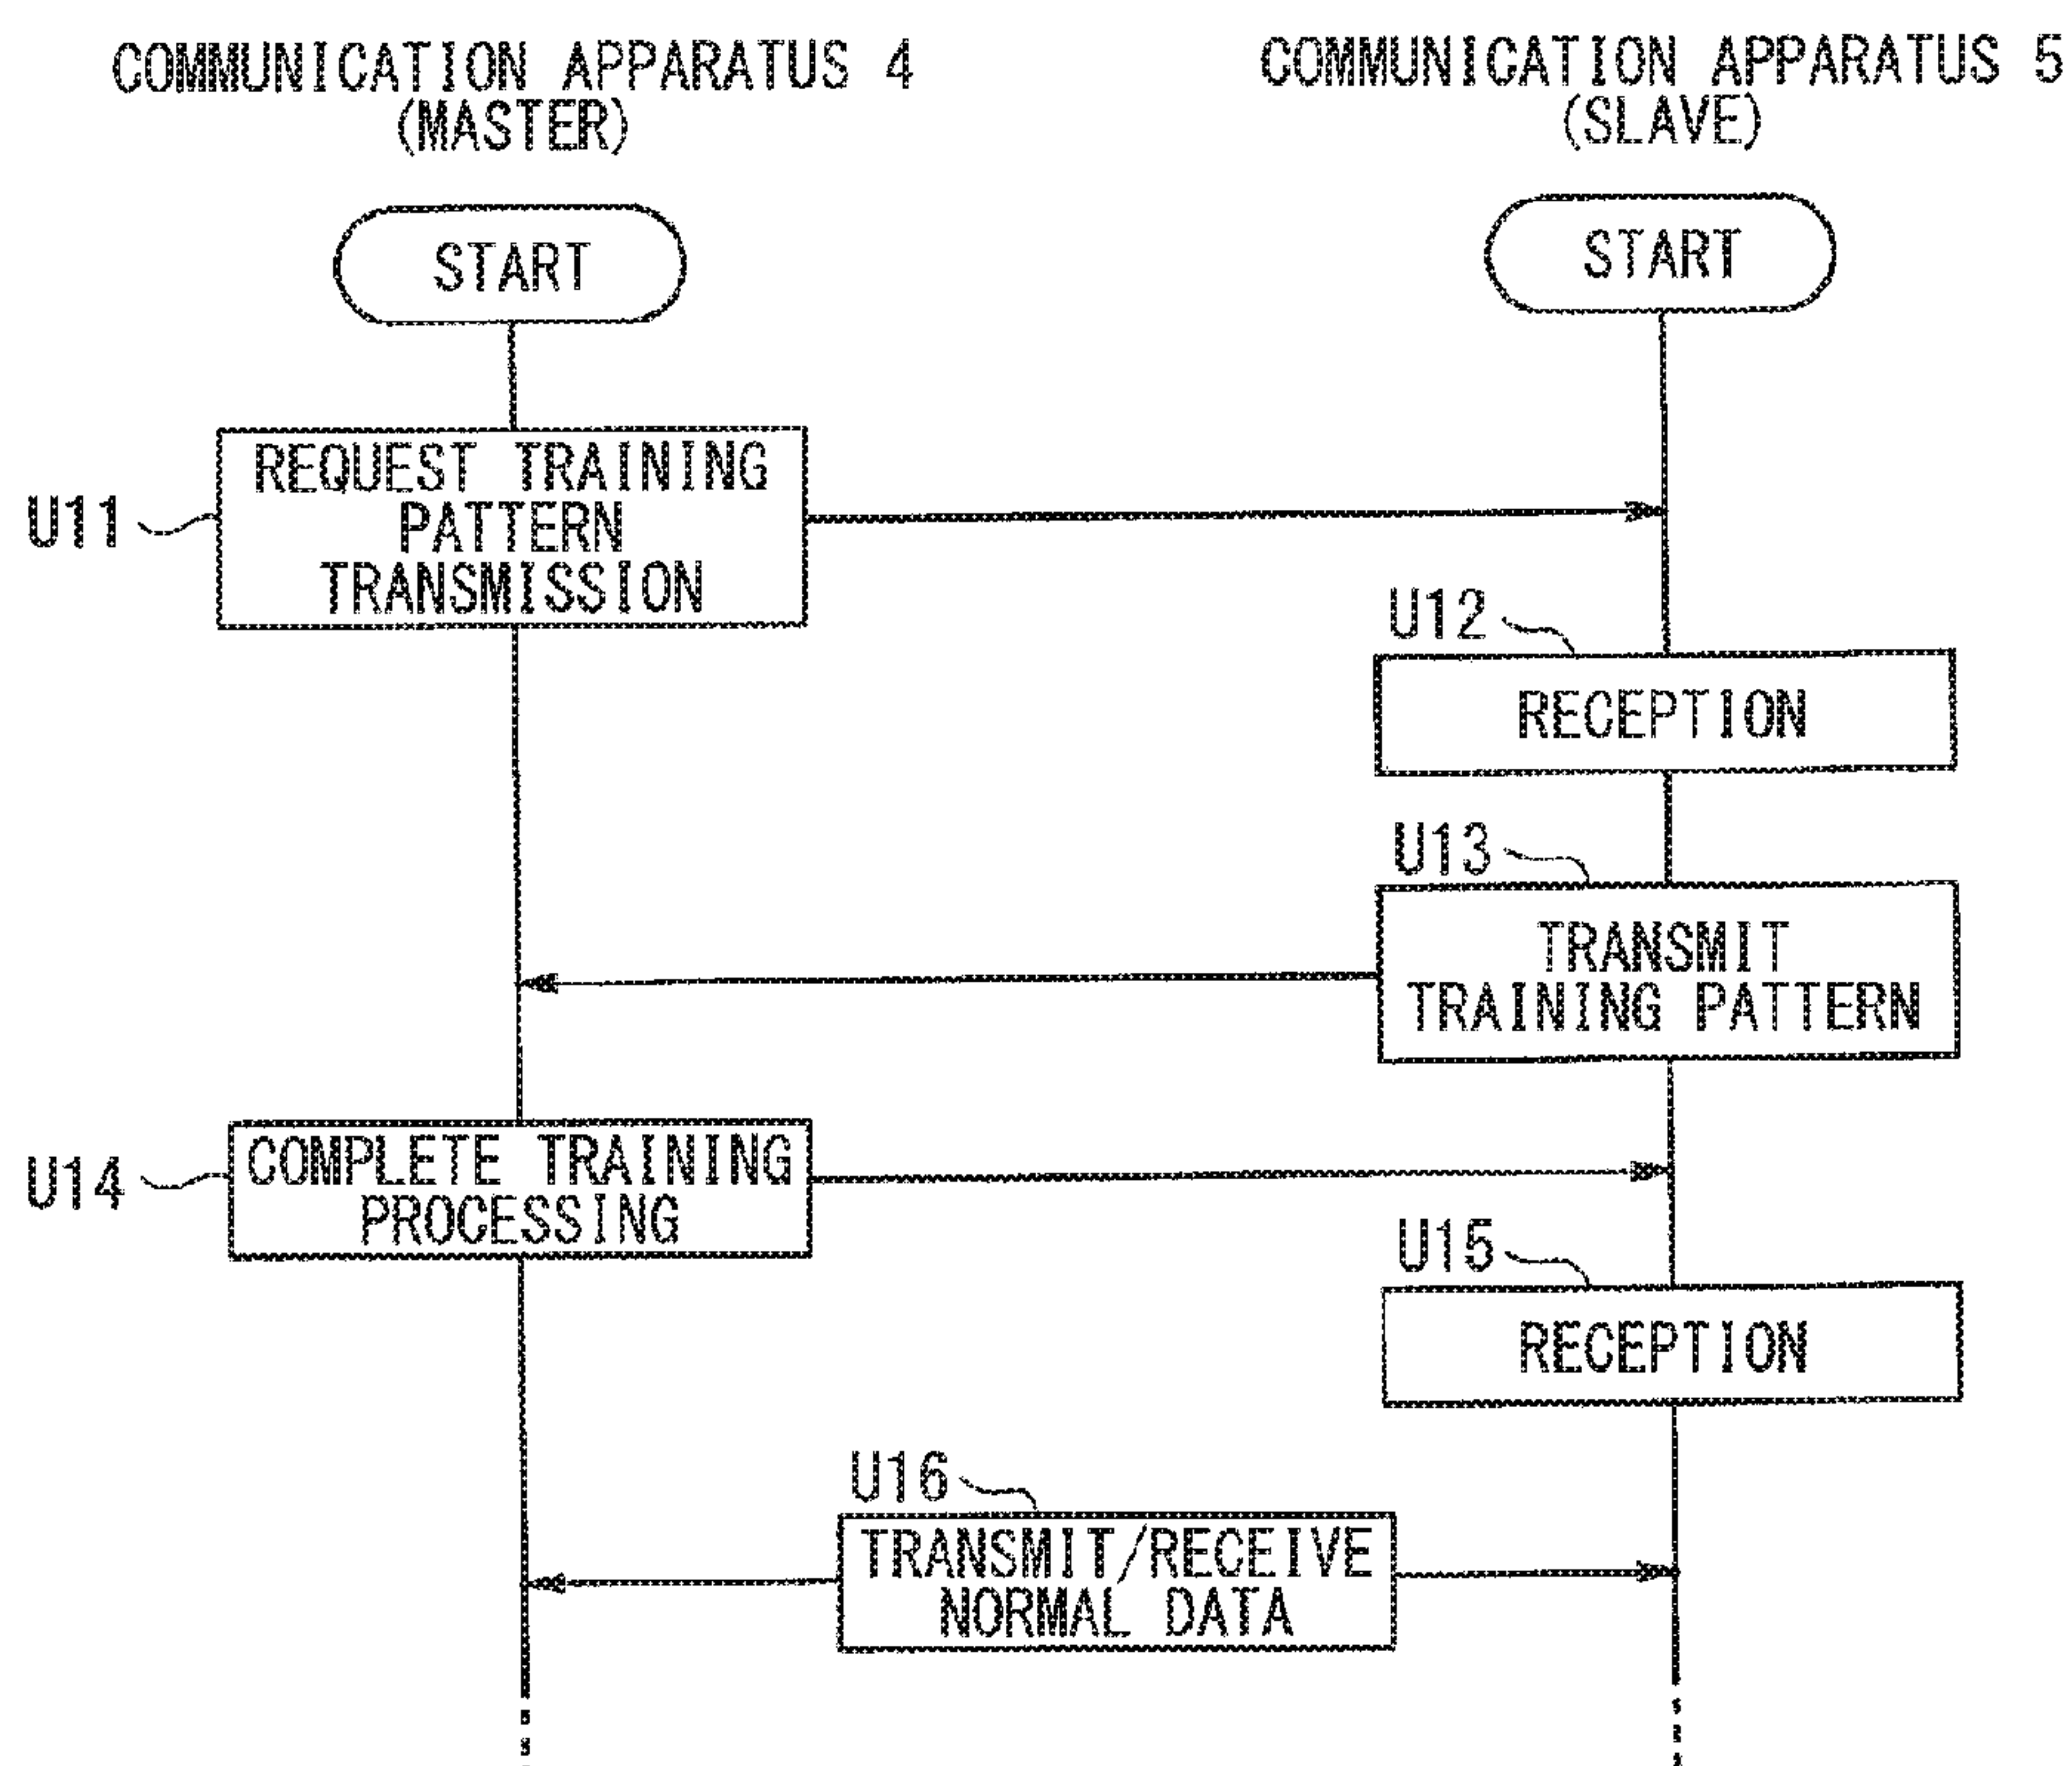 COMMUNICATION APPARATUS 4
(MASTER)
COMMUNICATION APPARATUS 5
(SLAVE)
START
START
U11
REQUEST TRAINING
PATTERN
TRANSMISSION
U12
RECEPTION
U13
TRANSMIT
TRAINING PATTERN
U14
COMPLETE TRAINING
PROCESSING
U15
RECEPTION
U16
TRANSMIT/RECEIVE
NORMAL DATA